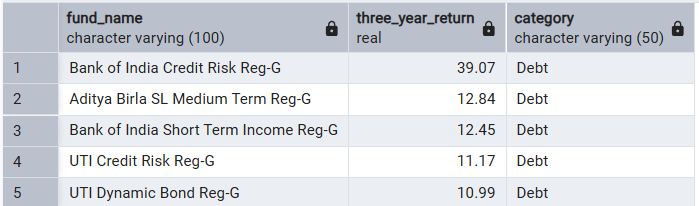 fund_name three_year_return category
character varying (100) real character varying (50)
1 Bank of India Credit Risk Reg-G 39.07 Debt
2 Aditya Birla SL Medium Term Reg-G 12.84 Debt
3 Bank of India Short Term Income Reg-G 12.45 Debt
4 UTI Credit Risk Reg-G 11.17 Debt
5 UTI Dynamic Bond Reg-G 10.99 Debt